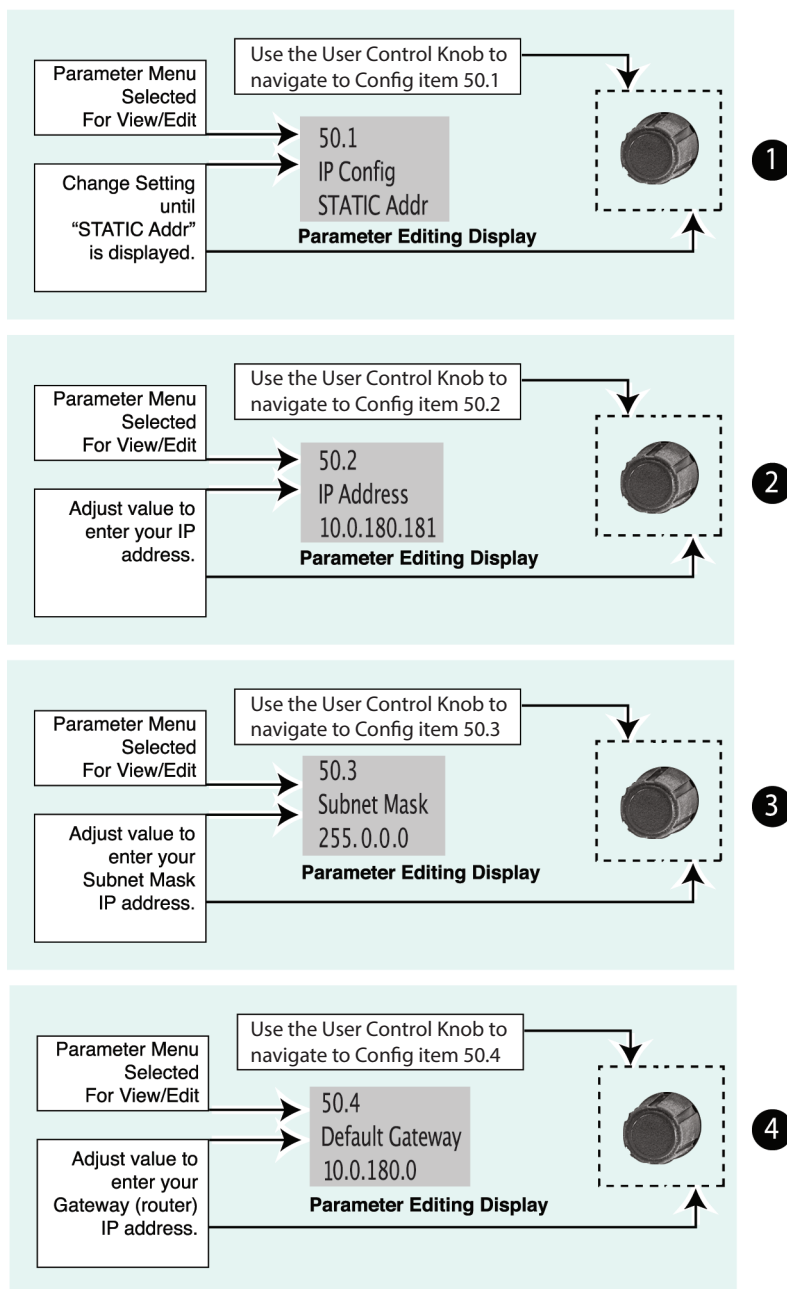 Use the User Control Knob to
navigate to Config item 50.1
Parameter Menu
Selected
For View/Edit
50.1
IP Config
STATIC Addr
Parameter Editing Display
Change Setting
until
“STATIC Addr”
is displayed.
1
Use the User Control Knob to
navigate to Config item 50.2
Parameter Menu
Selected
For View/Edit
50.2
IP Address
10.0.180.181
Parameter Editing Display
Adjust value to
enter your IP
address.
2
Use the User Control Knob to
navigate to Config item 50.3
Parameter Menu
Selected
For View/Edit
50.3
Subnet Mask
255.0.0.0
Parameter Editing Display
Adjust value to
enter your
Subnet Mask
IP address.
3
Use the User Control Knob to
navigate to Config item 50.4
Parameter Menu
Selected
For View/Edit
50.4
Default Gateway
10.0.180.0
Parameter Editing Display
Adjust value to
enter your
Gateway (router)
IP address.
4